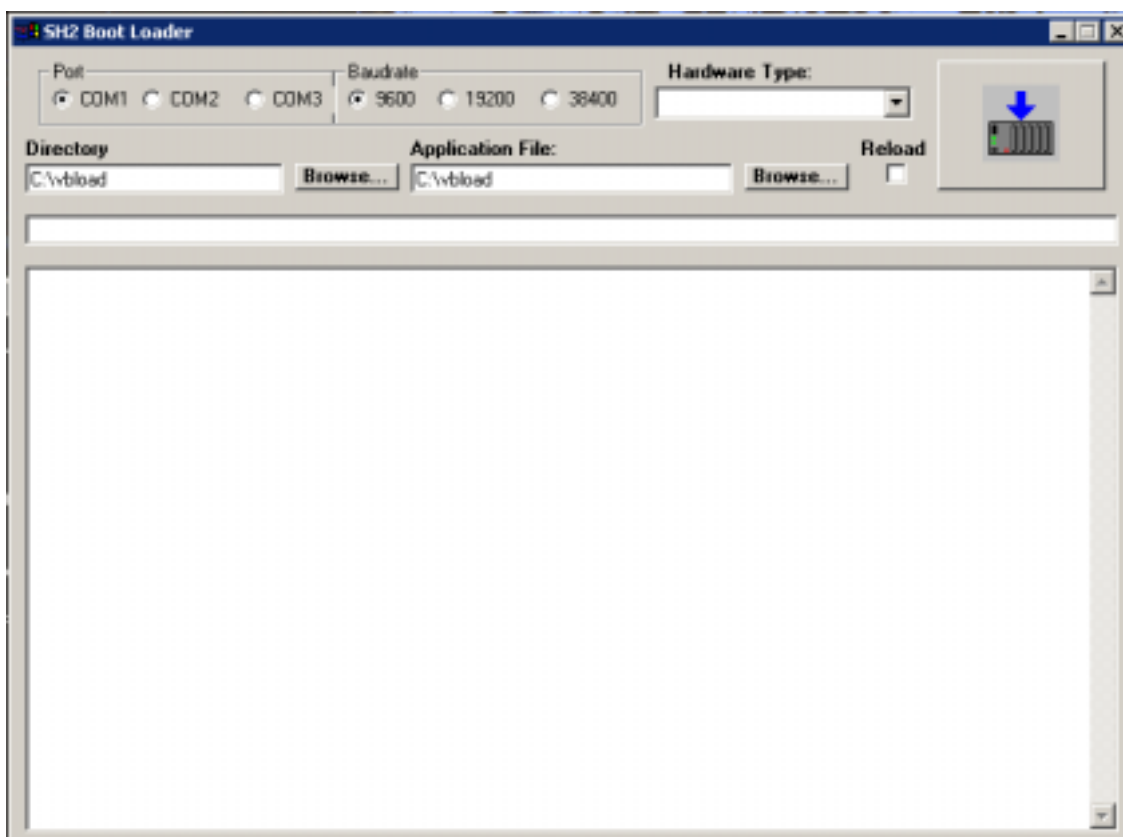 SH2 Boot Loader
Port
Baudrate
Hardware Type:
COM1 COM2 COM3 9600 19200 38400
Directory Application File: Reload
C:\vbload Browse... C:\vbload Browse...